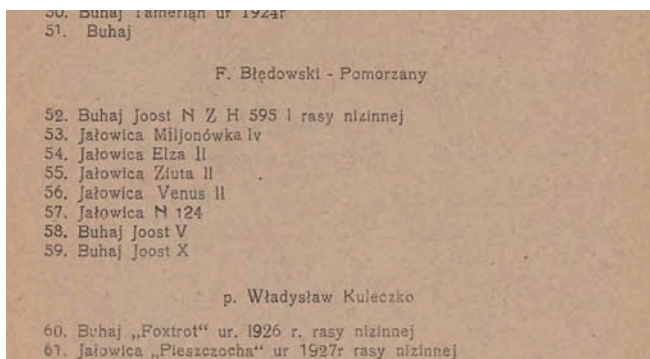 50. Buhaj Tamerlan ur 1924r
51. Buhaj
F. Błędowski - Pomorzany
52. Buhaj Joost N Z H 595 I rasy nizinnej
53. Jałowica Miljonówka Iv
54. Jałowica Elza II
55. Jałowica Ziuta II
56. Jałowica Venus II
57. Jałowica N 124
58. Buhaj Joost V
59. Buhaj Joost X
p. Władysław Kuleczko
60. Buhaj „Foxtrot“ ur. 1926 r. rasy nizinnej
61. Jałowica „Pieszczocha“ ur 1927r rasy nizinnej